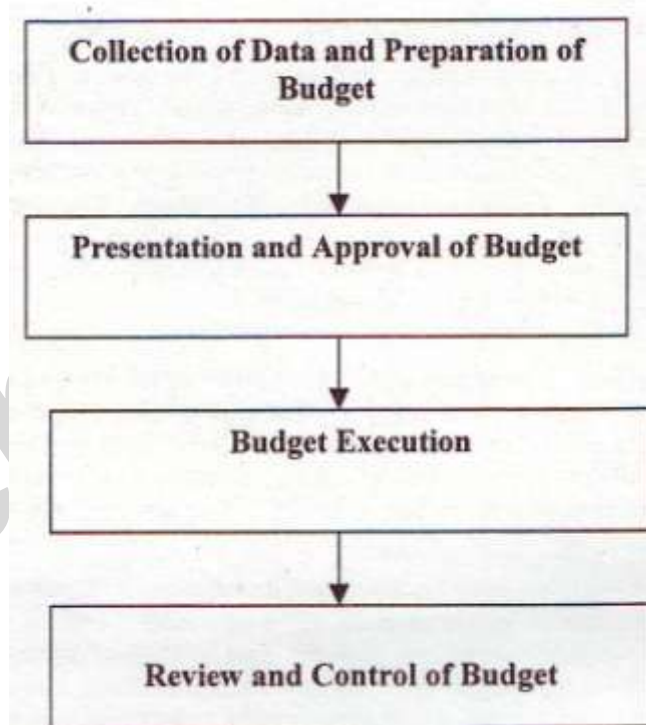 Collection of Data and Preparation of
Budget
Presentation and Approval of Budget
Budget Execution
Review and Control of Budget